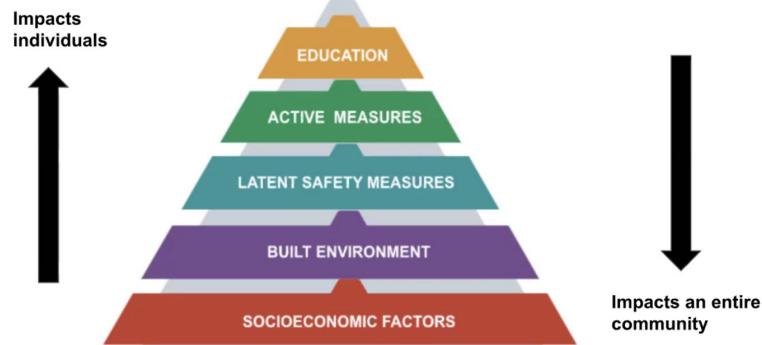 Impacts
individuals
EDUCATION
ACTIVE MEASURES
LATENT SAFETY MEASURES
BUILT ENVIRONMENT
SOCIOECONOMIC FACTORS
Impacts an entire
community